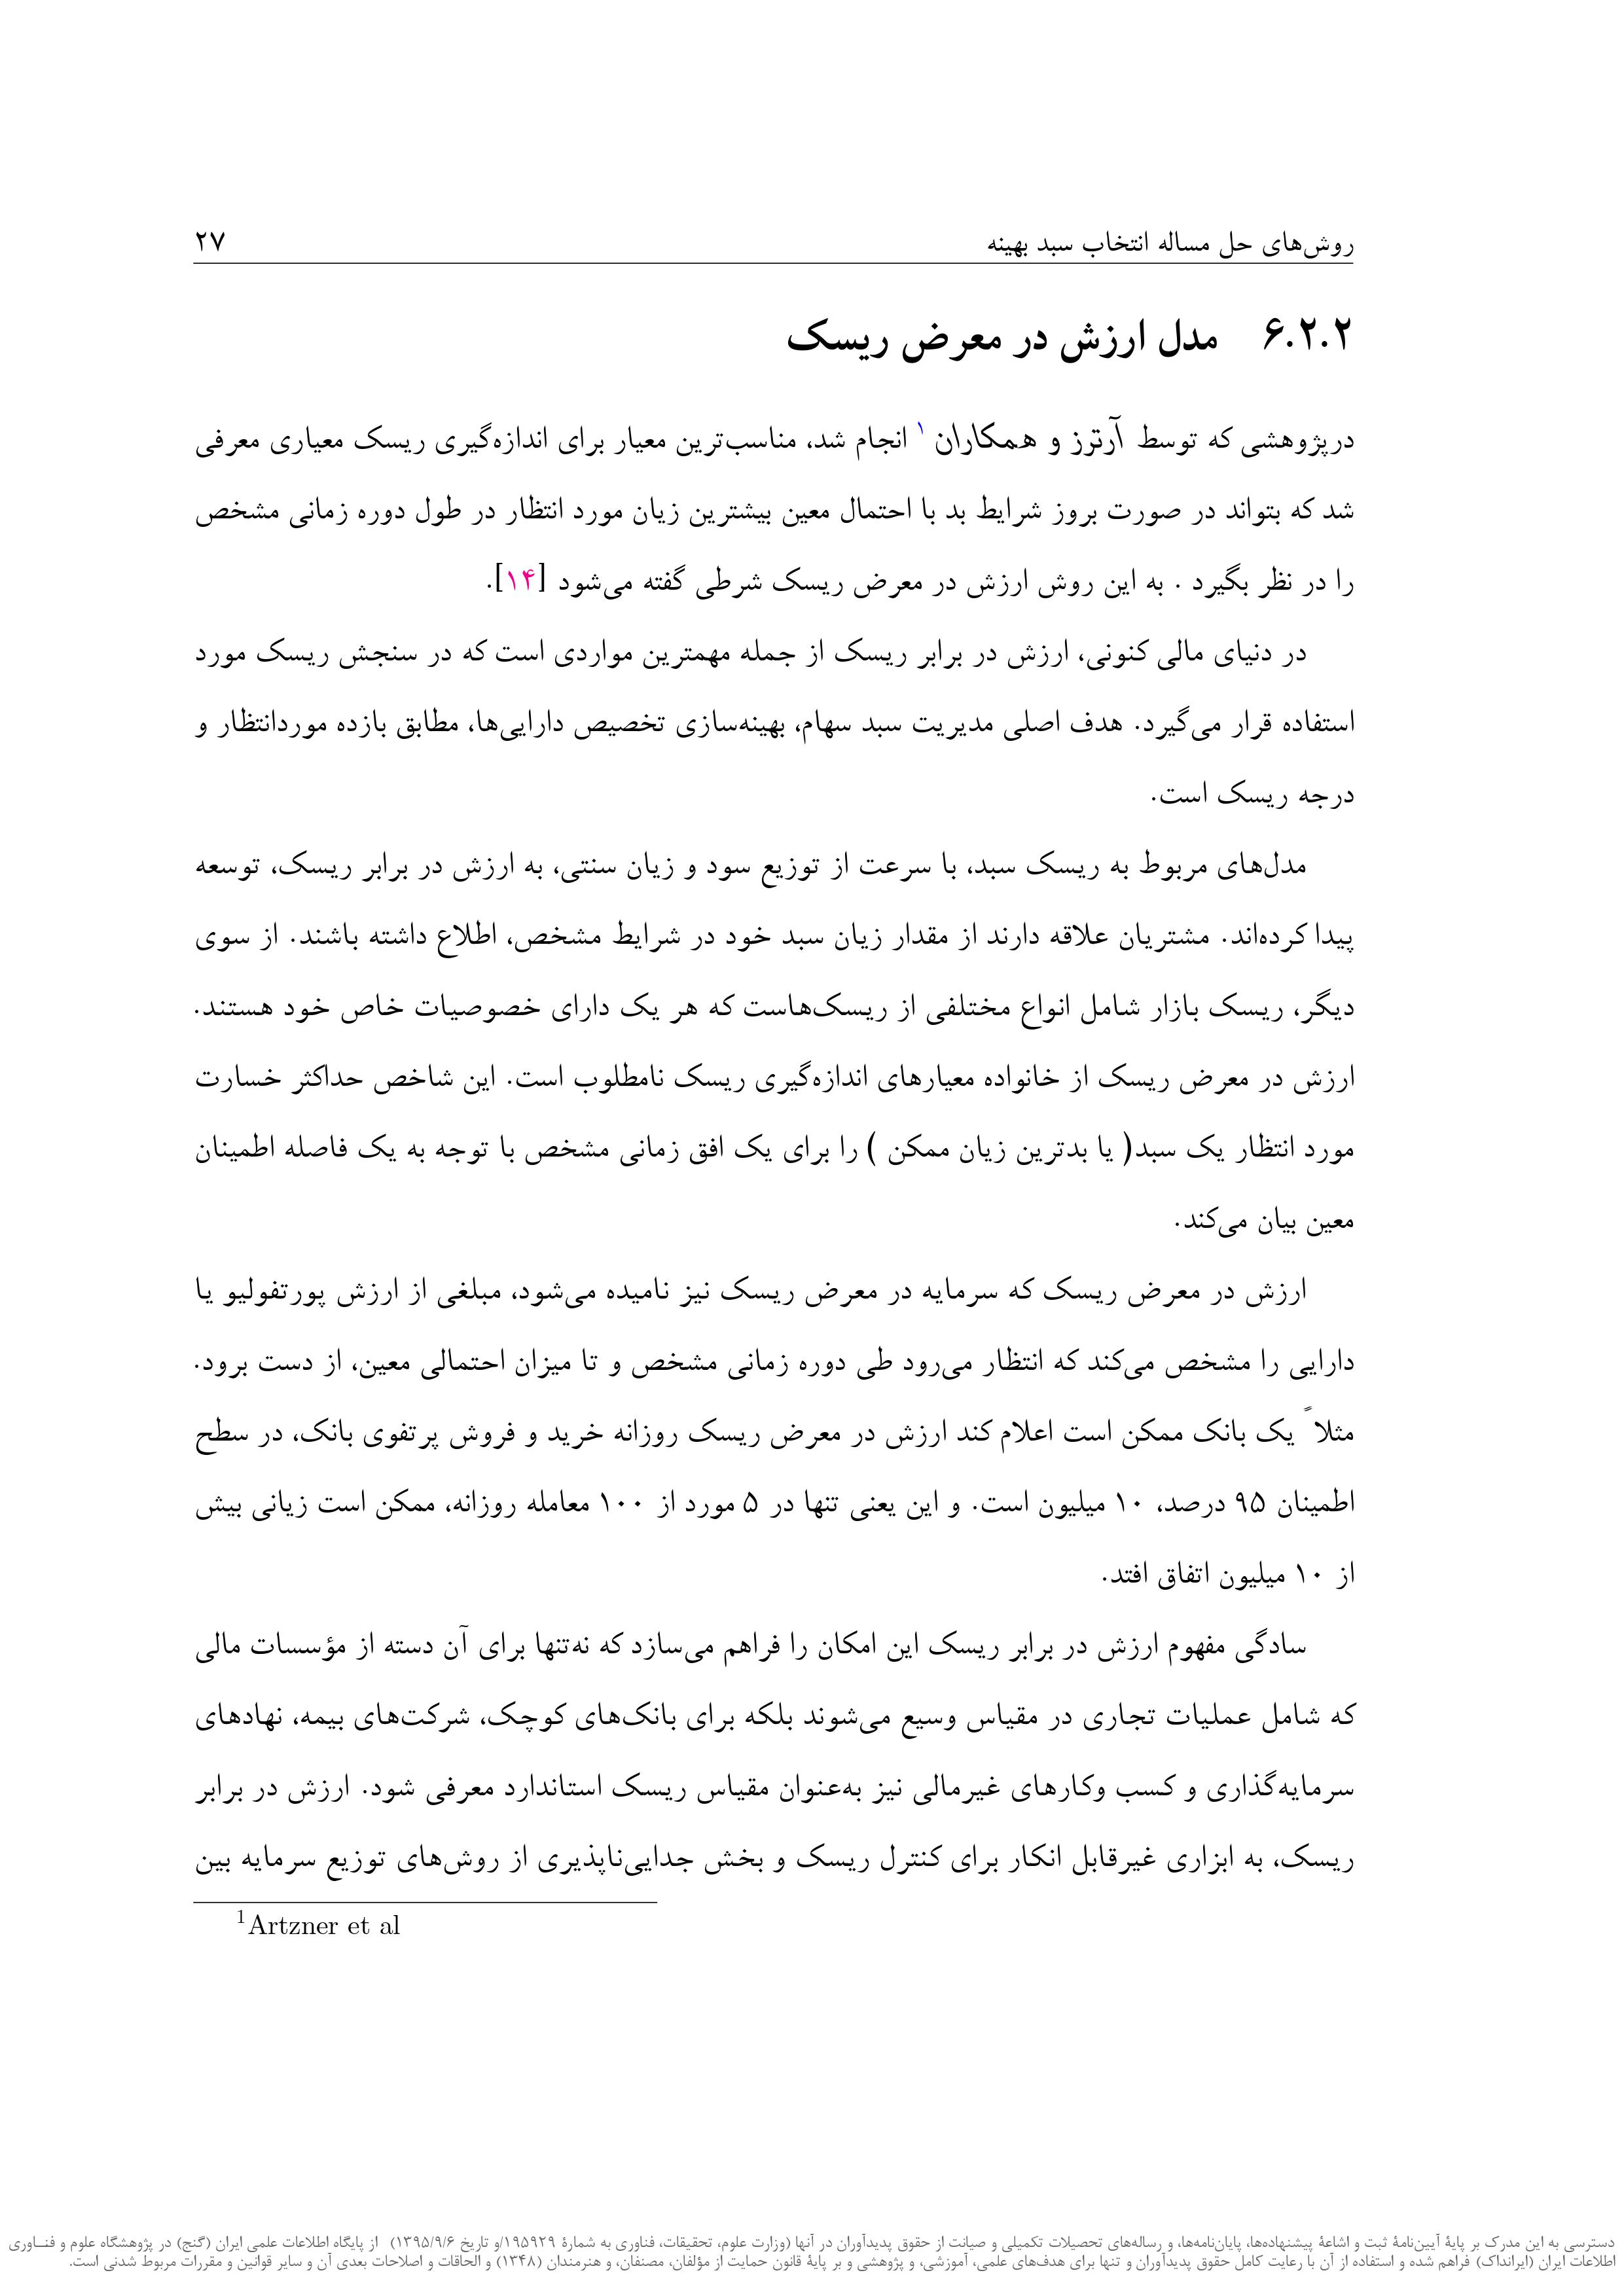 روش‌های حل مساله انتخاب سبد بهینه ۲۷
۶.۲.۲ مدل ارزش در معرض ریسک
درپژوهشی که توسط آرتزز و همکاران ۱ انجام شد، مناسب‌ترین معیار برای اندازه‌گیری ریسک معیاری معرفی
شد که بتواند در صورت بروز شرایط بد با احتمال معین بیشترین زیان مورد انتظار در طول دوره زمانی مشخص
را در نظر بگیرد . به این روش ارزش در معرض ریسک شرطی گفته می‌شود [۱۴].
در دنیای مالی کنونی، ارزش در برابر ریسک از جمله مهمترین مواردی است که در سنجش ریسک مورد
استفاده قرار می‌گیرد. هدف اصلی مدیریت سبد سهام، بهینه‌سازی تخصیص دارایی‌ها، مطابق بازده موردانتظار و
درجه ریسک است.
مدل‌های مربوط به ریسک سبد، با سرعت از توزیع سود و زیان سنتی، به ارزش در برابر ریسک، توسعه
پیدا کرده‌اند. مشتریان علاقه دارند از مقدار زیان سبد خود در شرایط مشخص، اطلاع داشته باشند. از سوی
دیگر، ریسک بازار شامل انواع مختلفی از ریسک‌هاست که هر یک دارای خصوصیات خاص خود هستند.
ارزش در معرض ریسک از خانواده معیارهای اندازه‌گیری ریسک نامطلوب است. این شاخص حداکثر خسارت
مورد انتظار یک سبد( یا بدترین زیان ممکن ) را برای یک افق زمانی مشخص با توجه به یک فاصله اطمینان
معین بیان می‌کند.
ارزش در معرض ریسک که سرمایه در معرض ریسک نیز نامیده می‌شود، مبلغی از ارزش پورتفولیو یا
دارایی را مشخص می‌کند که انتظار می‌رود طی دوره زمانی مشخص و تا میزان احتمالی معین، از دست برود.
مثلاً یک بانک ممکن است اعلام کند ارزش در معرض ریسک روزانه خرید و فروش پرتفوی بانک، در سطح
اطمینان ۹۵ درصد، ۱۰ میلیون است. و این یعنی تنها در ۵ مورد از ۱۰۰ معامله روزانه، ممکن است زیانی بیش
از ۱۰ میلیون اتفاق افتد.
سادگی مفهوم ارزش در برابر ریسک این امکان را فراهم می‌سازد که نه‌تنها برای آن دسته از مؤسسات مالی
که شامل عملیات تجاری در مقیاس وسیع می‌شوند بلکه برای بانک‌های کوچک، شرکت‌های بیمه، نهادهای
سرمایه‌گذاری و کسب وکارهای غیرمالی نیز به‌عنوان مقیاس ریسک استاندارد معرفی شود. ارزش در برابر
ریسک، به ابزاری غیرقابل انکار برای کنترل ریسک و بخش جدایی‌ناپذیری از روش‌های توزیع سرمایه بین
1Artzner et al
دسترسی به این مدرک بر پایهٔ آیین‌نامهٔ ثبت و اشاعهٔ پیشنهاده‌ها، پایان‌نامه‌ها، و رساله‌های تحصیلات تکمیلی و صیانت از حقوق پدیدآوران در آنها (وزارت علوم، تحقیقات، فناوری به شمارهٔ ۱۹۵۹۲۹/و تاریخ ۱۳۹۵/۹/۶) از پایگاه اطلاعات علمی ایران (گنج) در پژوهشگاه علوم و فنــاوری
اطلاعات ایران (ایرانداک) فراهم شده و استفاده از آن با رعایت کامل حقوق پدیدآوران و تنها برای هدف‌های علمی، آموزشی، و پژوهشی و بر پایهٔ قانون حمایت از مؤلفان، مصنفان، و هنرمندان (۱۳۴۸) و الحاقات و اصلاحات بعدی آن و سایر قوانین و مقررات مربوط شدنی است.